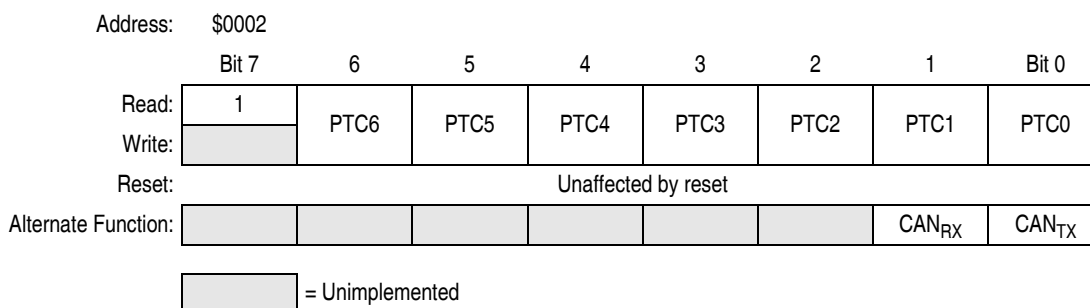 Address: $0002
Bit 7 6 5 4 3 2 1 Bit 0
Read: 1 PTC6 PTC5 PTC4 PTC3 PTC2 PTC1 PTC0
Write:
Reset: Unaffected by reset
Alternate Function: CANRX CANTX
= Unimplemented